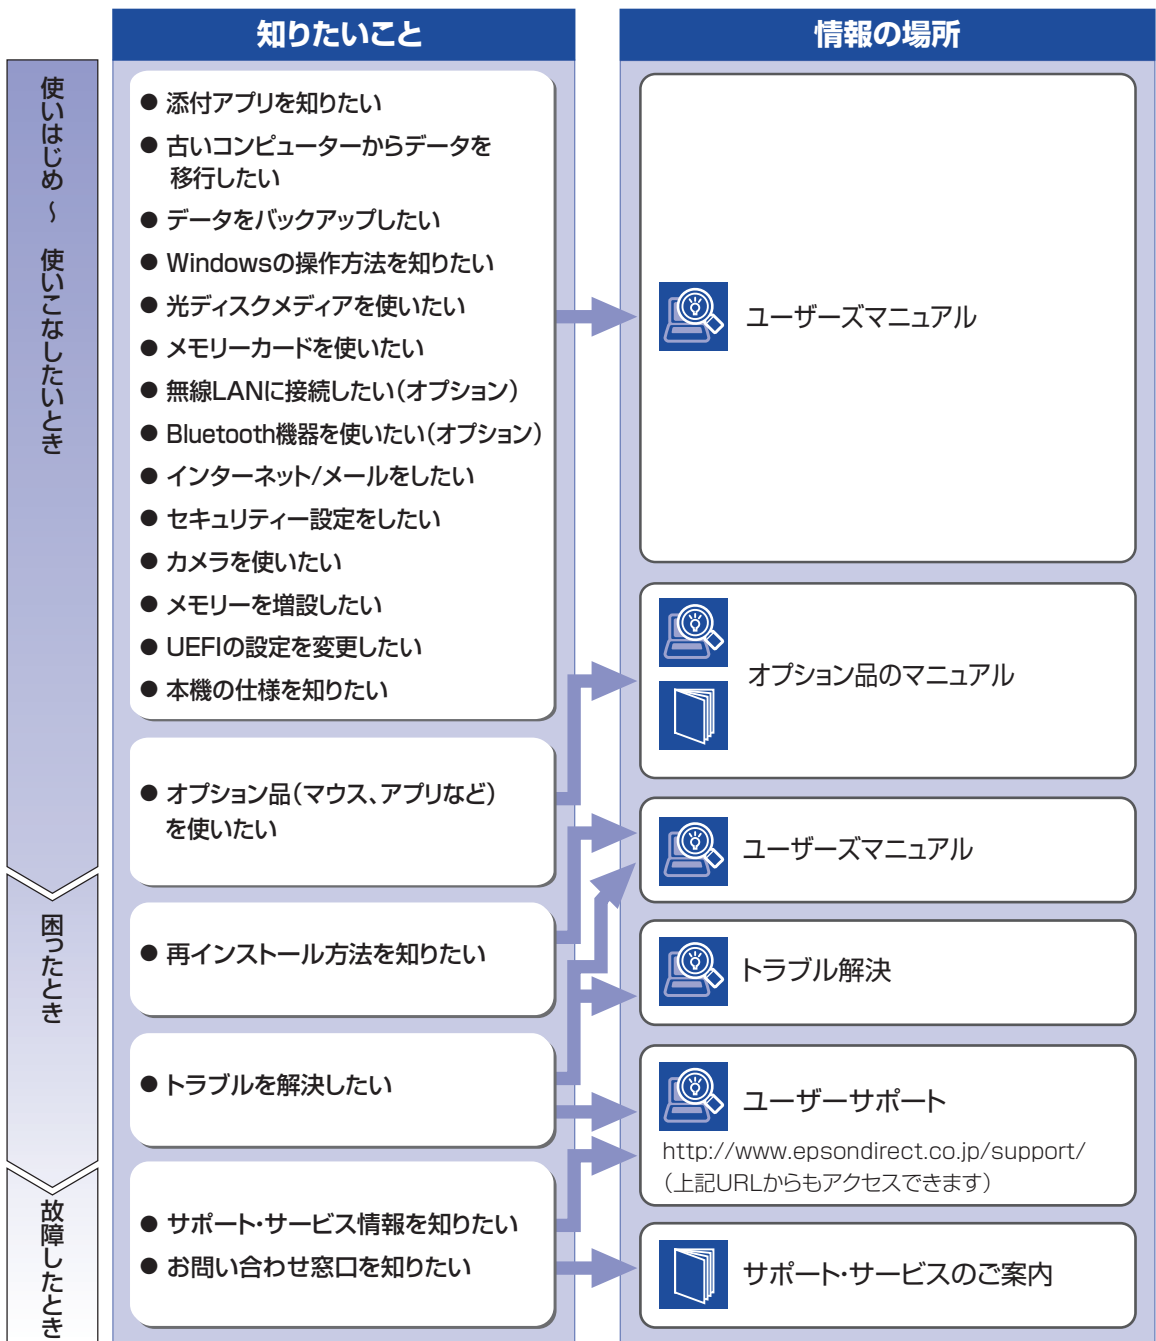 知りたいこと
情報の場所
使いはじめ ～ 使いこなしたいとき
● 添付アプリを知りたい
● 古いコンピューターからデータを
移行したい
● データをバックアップしたい
● Windowsの操作方法を知りたい
● 光ディスクメディアを使いたい
● メモリーカードを使いたい
● 無線LANに接続したい（オプション）
● Bluetooth機器を使いたい（オプション）
● インターネット/メールをしたい
● セキュリティー設定をしたい
● カメラを使いたい
● メモリーを増設したい
● UEFIの設定を変更したい
● 本機の仕様を知りたい
ユーザーズマニュアル
● オプション品（マウス、アプリなど）
を使いたい
オプション品のマニュアル
困ったとき
● 再インストール方法を知りたい
ユーザーズマニュアル
● トラブルを解決したい
トラブル解決
ユーザーサポート
http://www.epsondirect.co.jp/support/
（上記URLからもアクセスできます）
故障したとき
● サポート・サービス情報を知りたい
● お問い合わせ窓口を知りたい
サポート・サービスのご案内